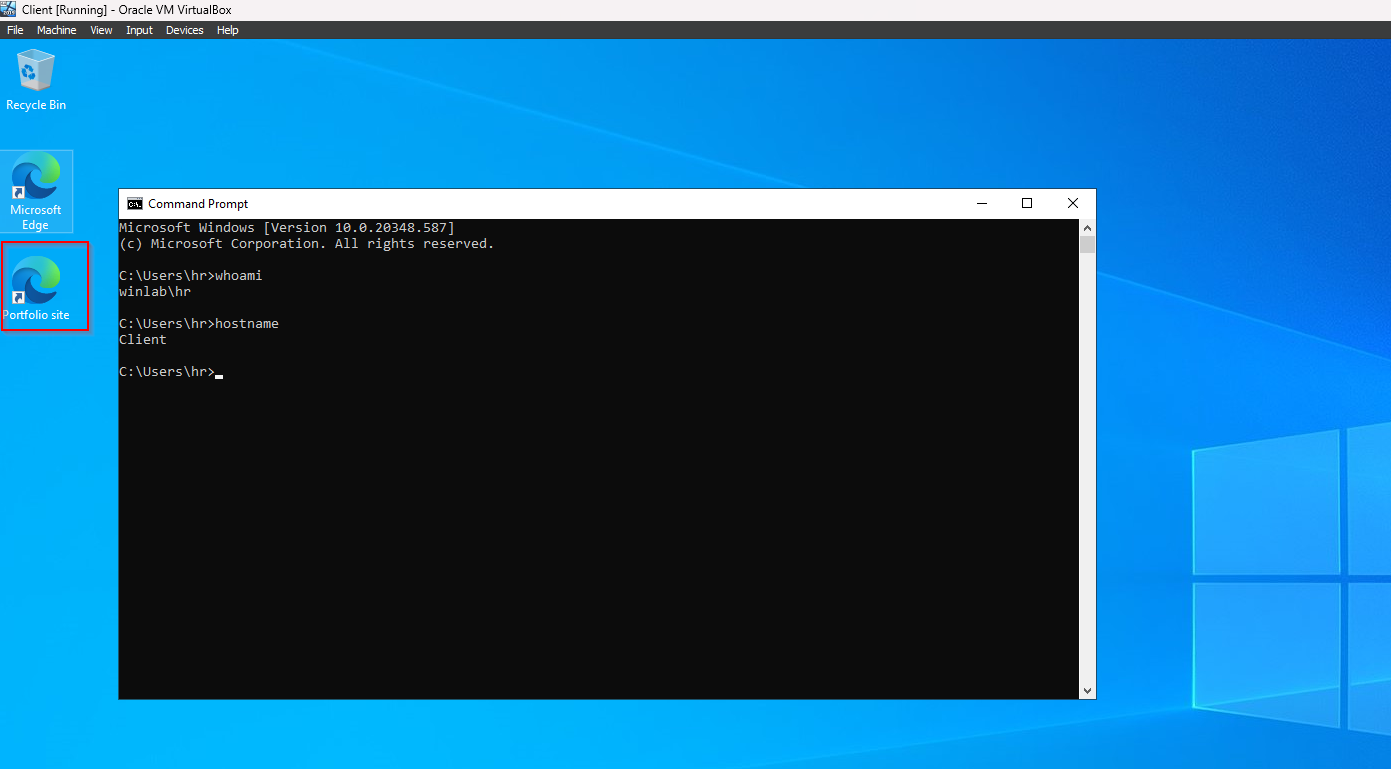 Client [Running] - Oracle VM VirtualBox
File Machine View Input Devices Help
Recycle Bin
Microsoft
Edge
Portfolio site
Command Prompt
Microsoft Windows [Version 10.0.20348.587]
(c) Microsoft Corporation. All rights reserved.
C:\Users\hr>whoami
winlab\hr
C:\Users\hr>hostname
Client
C:\Users\hr>